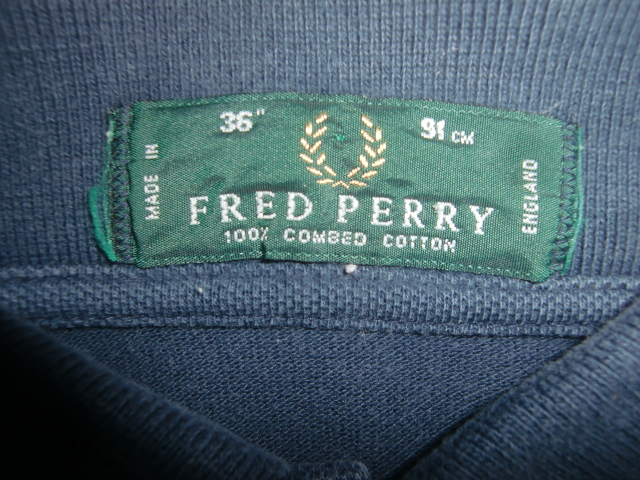 36" 91 CM
MADE IN
FRED PERRY
ENGLAND
100% COMBED COTTON